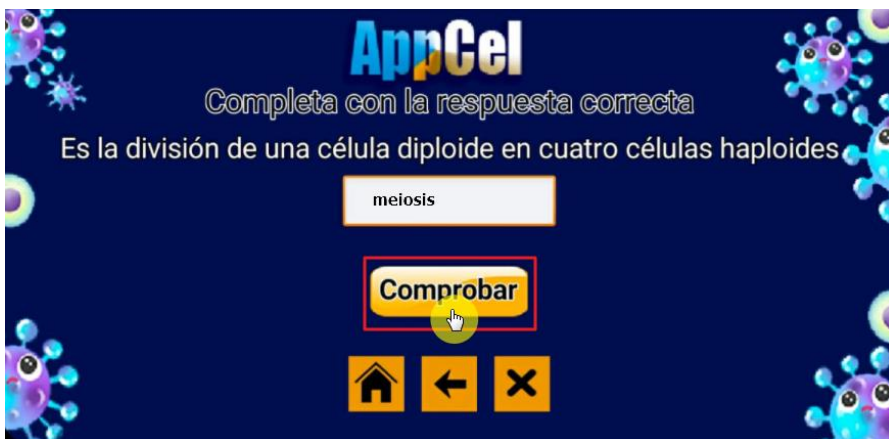 AppCel
Completa con la respuesta correcta
Es la división de una célula diploide en cuatro células haploides
meiosis
Comprobar